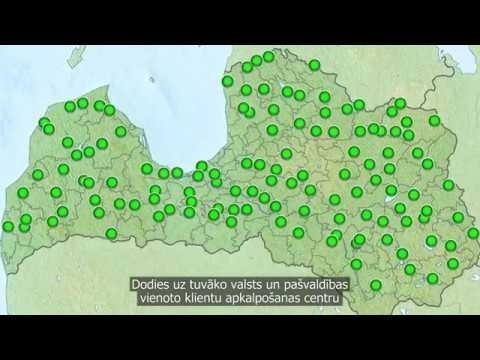 Dodies uz tuvāko valsts un pašvaldības
vienoto klientu apkalpošanas centru